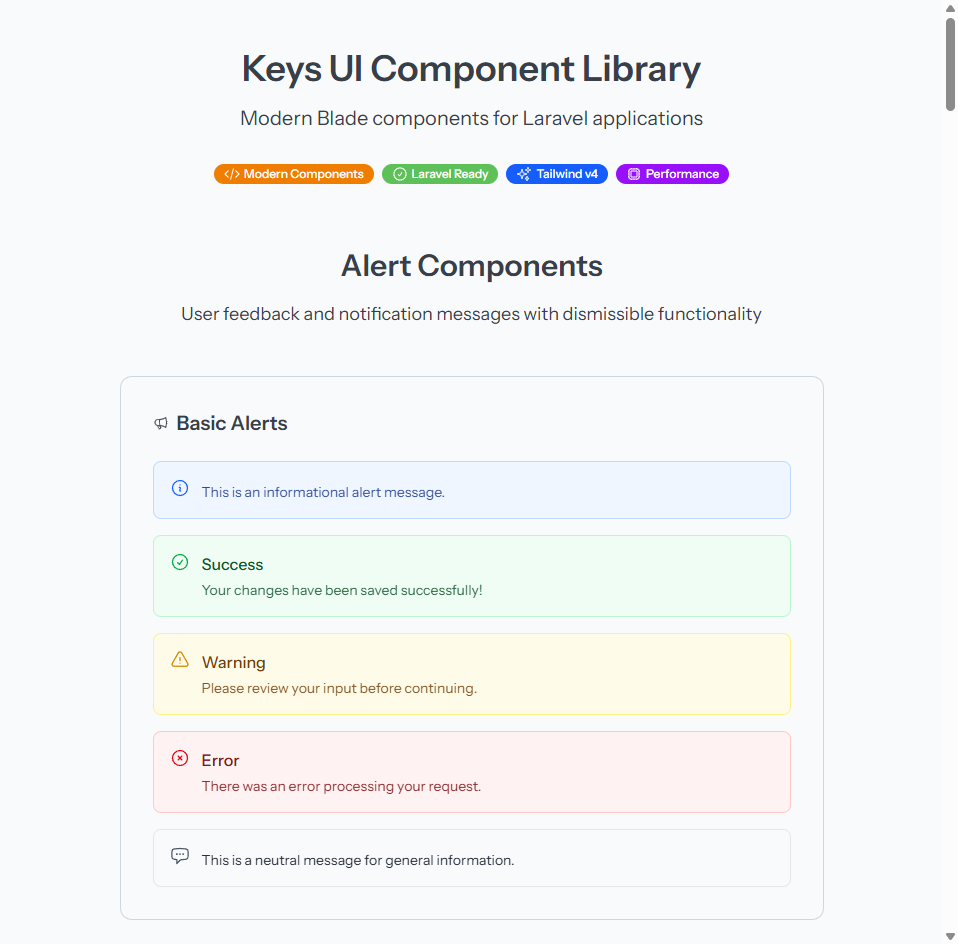 Keys UI Component Library
Modern Blade components for Laravel applications
</> Modern Components
Laravel Ready
Tailwind v4
Performance
Alert Components
User feedback and notification messages with dismissible functionality
Basic Alerts
This is an informational alert message.
Success
Your changes have been saved successfully!
Warning
Please review your input before continuing.
Error
There was an error processing your request.
This is a neutral message for general information.